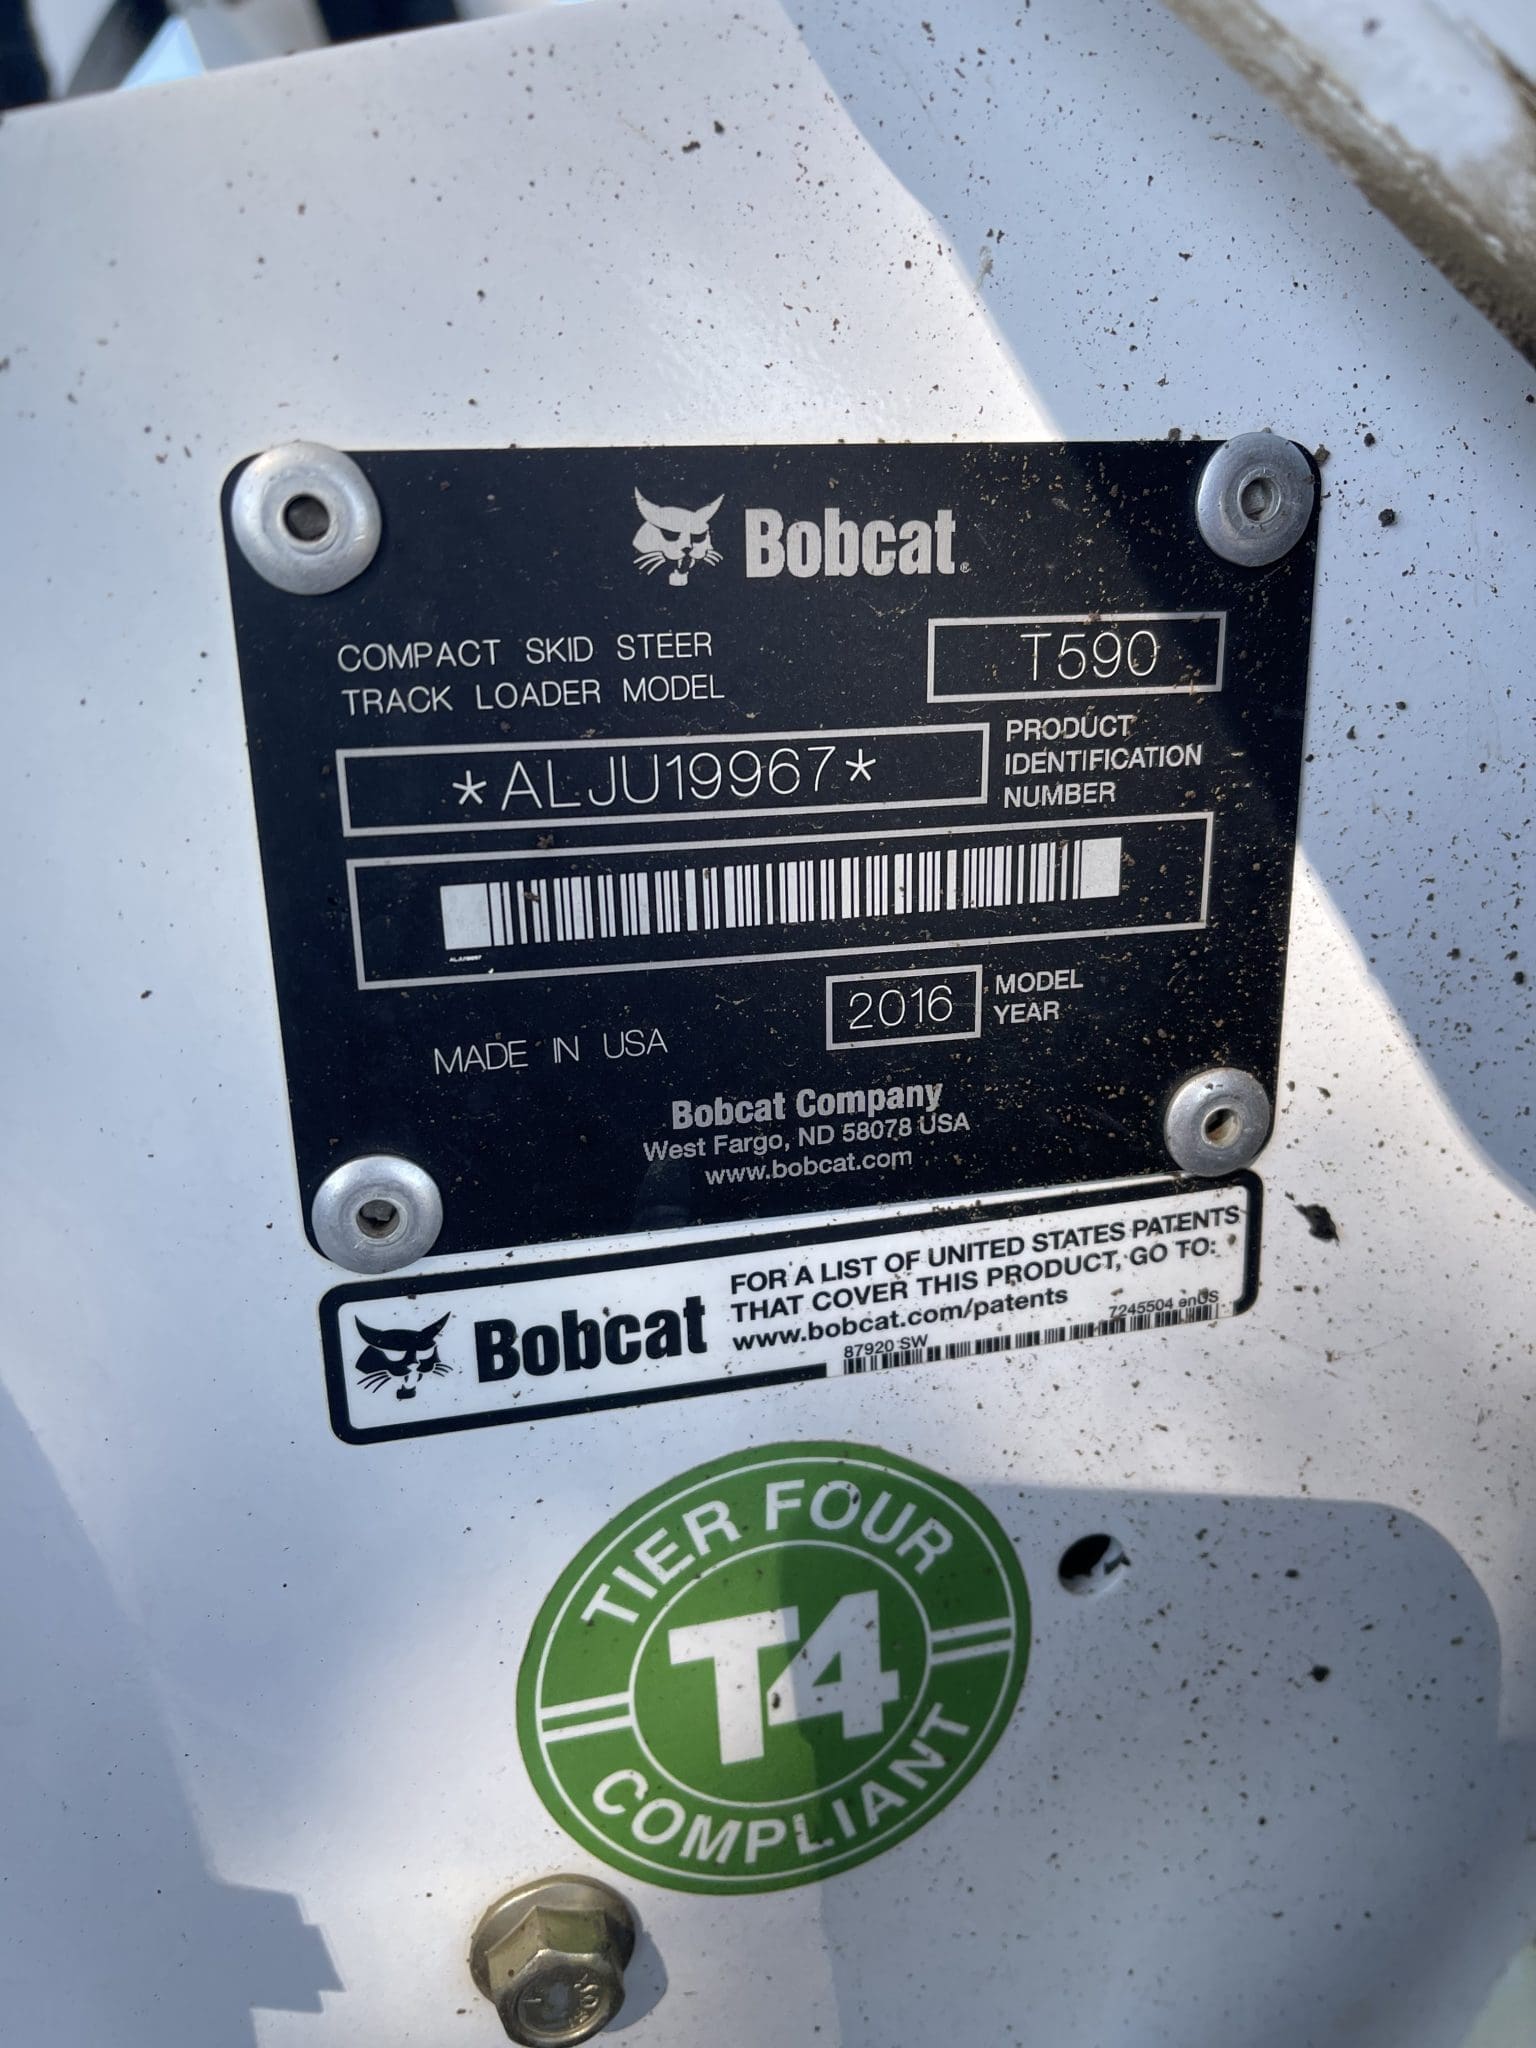 Bobcat®
COMPACT SKID STEER
TRACK LOADER MODEL
T590
*ALJU19967*
PRODUCT
IDENTIFICATION
NUMBER
ALJU19967
2016
MODEL
YEAR
MADE IN USA
Bobcat Company
West Fargo, ND 58078 USA
www.bobcat.com
Bobcat
FOR A LIST OF UNITED STATES PATENTS
THAT COVER THIS PRODUCT, GO TO:
www.bobcat.com/patents
7245504 enUS
87920 SW
TIER FOUR
T4
COMPLIANT